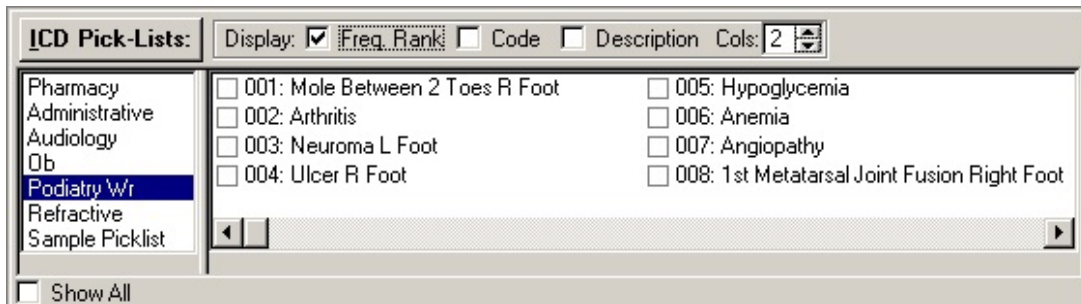 ICD Pick-Lists:
Display: Freq. Rank Code Description Cols: 2
Pharmacy
Administrative
Audiology
Ob
Podiatry Wr
Refractive
Sample Picklist
001: Mole Between 2 Toes R Foot
002: Arthritis
003: Neuroma L Foot
004: Ulcer R Foot
005: Hypoglycemia
006: Anemia
007: Angiopathy
008: 1st Metatarsal Joint Fusion Right Foot
Show All